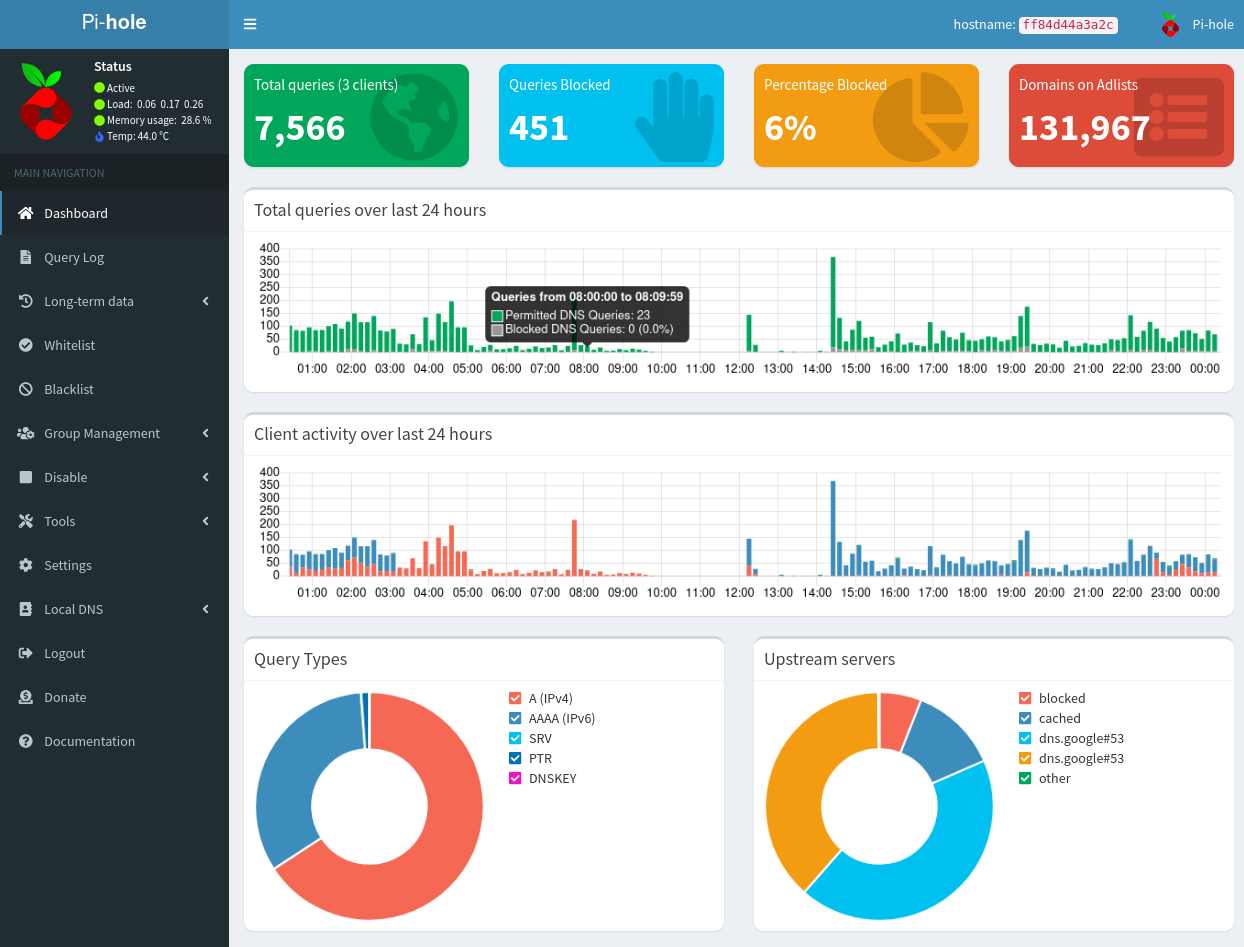 Pi-hole
hostname: ff84d44a3a2c
Pi-hole
Status
Active
Load: 0.06 0.17 0.26
Memory usage: 28.6 %
Temp: 44.0 °C
MAIN NAVIGATION
Dashboard
Query Log
Long-term data
Whitelist
Blacklist
Group Management
Disable
Tools
Settings
Local DNS
Logout
Donate
Documentation
Total queries (3 clients)
7,566
Queries Blocked
451
Percentage Blocked
6%
Domains on Adlists
131,967
Total queries over last 24 hours
400
350
300
250
200
150
100
50
0
Queries from 08:00:00 to 08:09:59
Permitted DNS Queries: 23
Blocked DNS Queries: 0 (0.0%)
01:00 02:00 03:00 04:00 05:00 06:00 07:00 08:00 09:00 10:00 11:00 12:00 13:00 14:00 15:00 16:00 17:00 18:00 19:00 20:00 21:00 22:00 23:00 00:00
Client activity over last 24 hours
400
350
300
250
200
150
100
50
0
01:00 02:00 03:00 04:00 05:00 06:00 07:00 08:00 09:00 10:00 11:00 12:00 13:00 14:00 15:00 16:00 17:00 18:00 19:00 20:00 21:00 22:00 23:00 00:00
Query Types
A (IPv4)
AAAA (IPv6)
SRV
PTR
DNSKEY
Upstream servers
blocked
cached
dns.google#53
dns.google#53
other